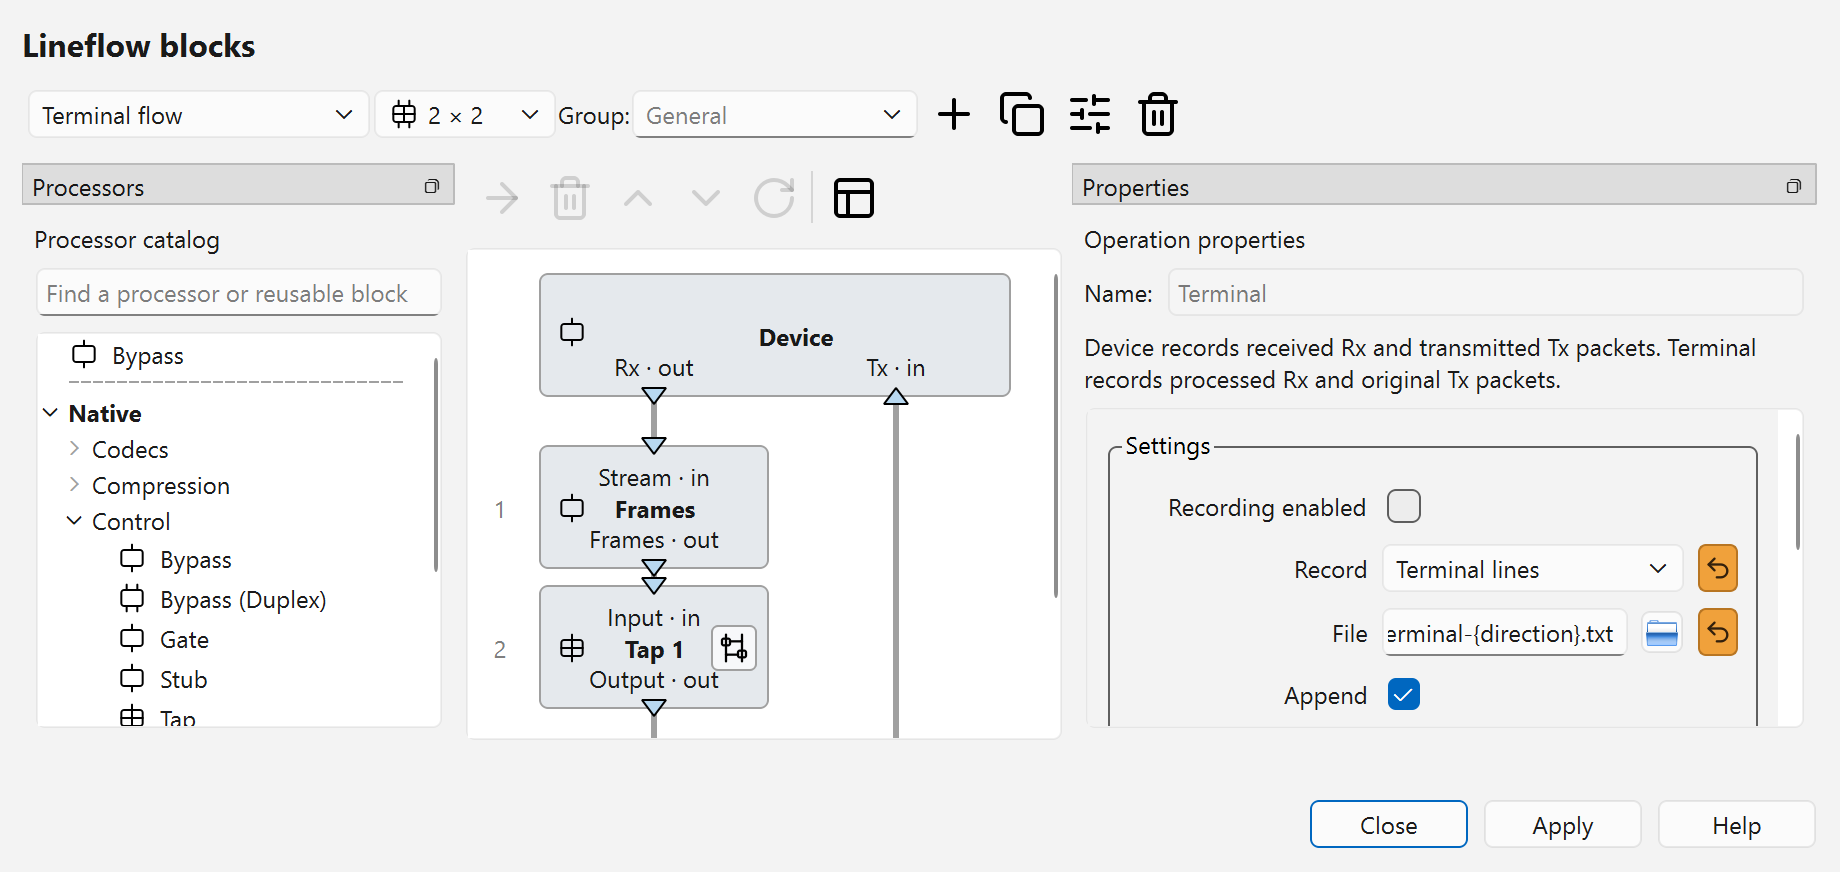 Lineflow blocks
Terminal flow
2 × 2
Group:
General
Processors
Processor catalog
Find a processor or reusable block
Bypass
Native
Codecs
Compression
Control
Bypass
Bypass (Duplex)
Gate
Stub
Tap
Device
Rx · out
Tx · in
1
Stream · in
Frames
Frames · out
2
Input · in
Tap 1
Output · out
Properties
Operation properties
Name:
Terminal
Device records received Rx and transmitted Tx packets. Terminal
records processed Rx and original Tx packets.
Settings
Recording enabled
Record
Terminal lines
File
erminal-{direction}.txt
Append
Close
Apply
Help